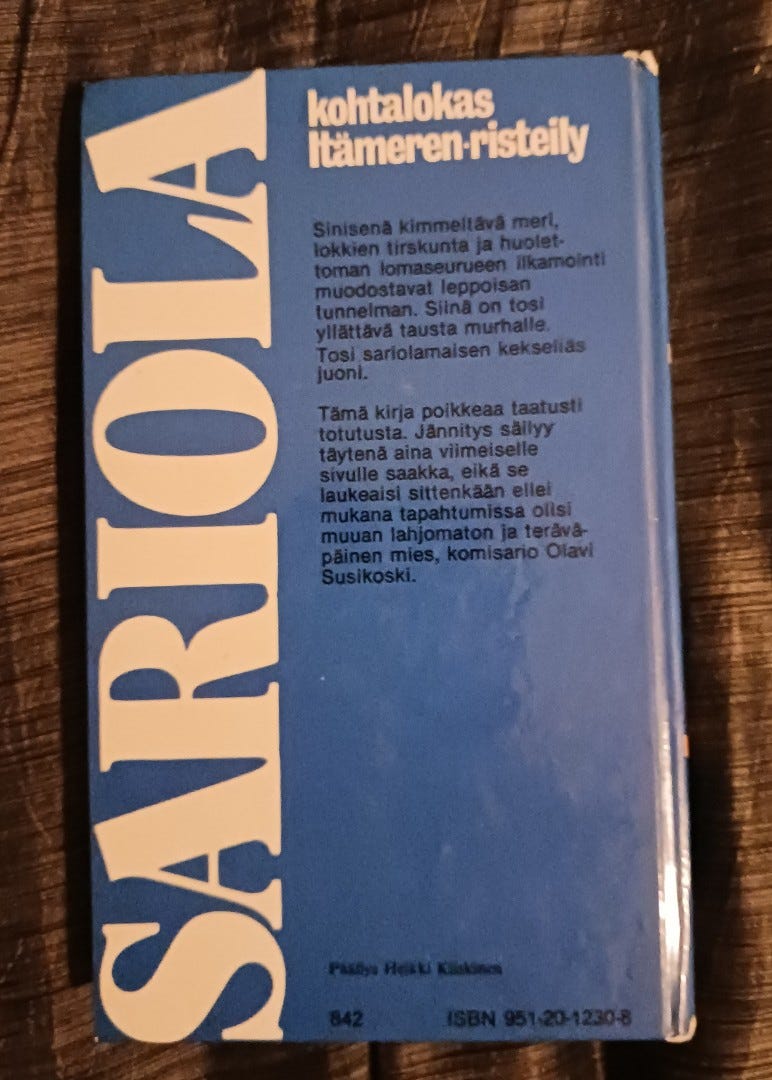 SARIOLA
kohtalokas
Itämeren-risteily
Sinisenä kimmeltävä meri,
lokkien tirskunta ja huolet-
toman lomaseurueen ilkamointi
muodostavat leppoisan
tunnelman. Siinä on tosi
yllättävä tausta murhalle.
Tosi sariolamaisen kekseliäs
juoni.
Tämä kirja poikkeaa taatusti
totutusta. Jännitys säilyy
täytenä aina viimeiselle
sivulle saakka, eikä se
laukeaisi sittenkään ellei
mukana tapahtumissa olisi
muuan lahjomaton ja terävä-
päinen mies, komisario Olavi
Susikoski.
Päällys Heikki
842 ISBN 951-20-1230-8